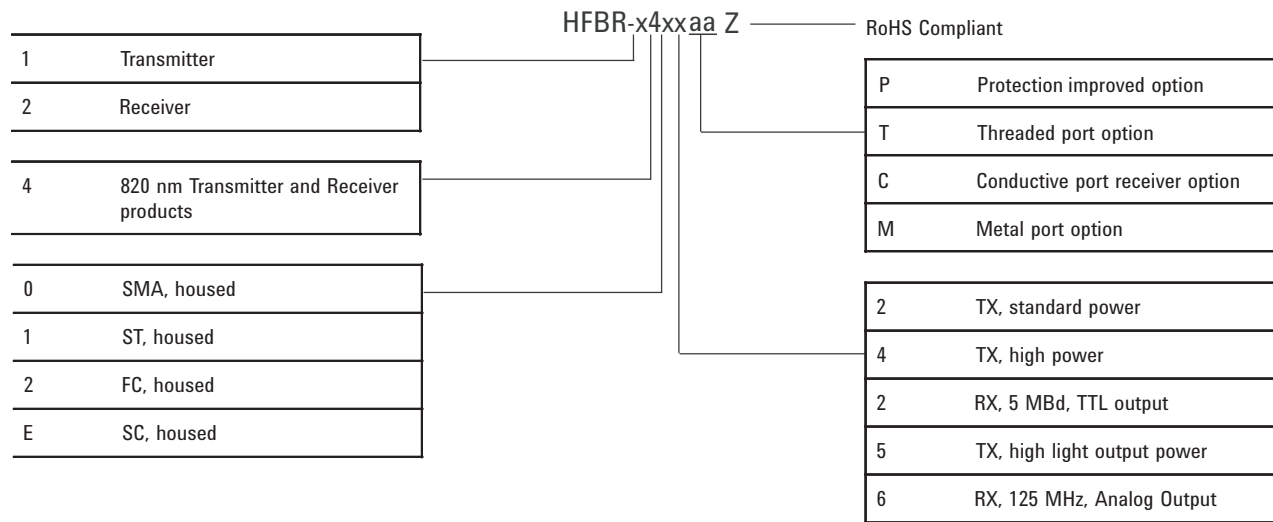 HFBR-x4xxaa Z
RoHS Compliant
1 Transmitter
2 Receiver
4 820 nm Transmitter and Receiver
products
0 SMA, housed
1 ST, housed
2 FC, housed
E SC, housed
P Protection improved option
T Threaded port option
C Conductive port receiver option
M Metal port option
2 TX, standard power
4 TX, high power
2 RX, 5 MBd, TTL output
5 TX, high light output power
6 RX, 125 MHz, Analog Output